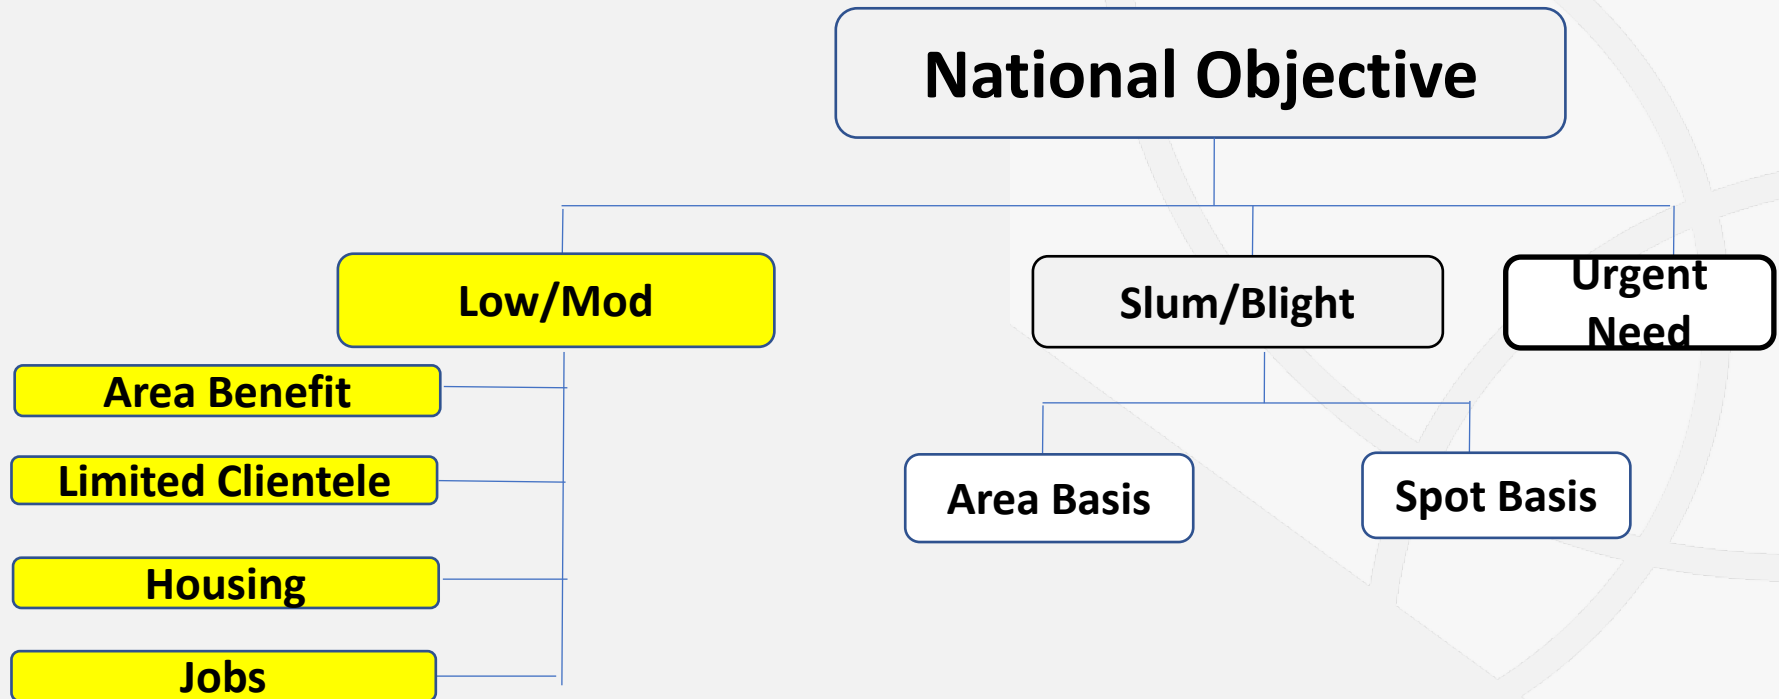 National Objective
Low/Mod
Slum/Blight
Urgent
Need
Area Benefit
Limited Clientele
Housing
Jobs
Area Basis
Spot Basis